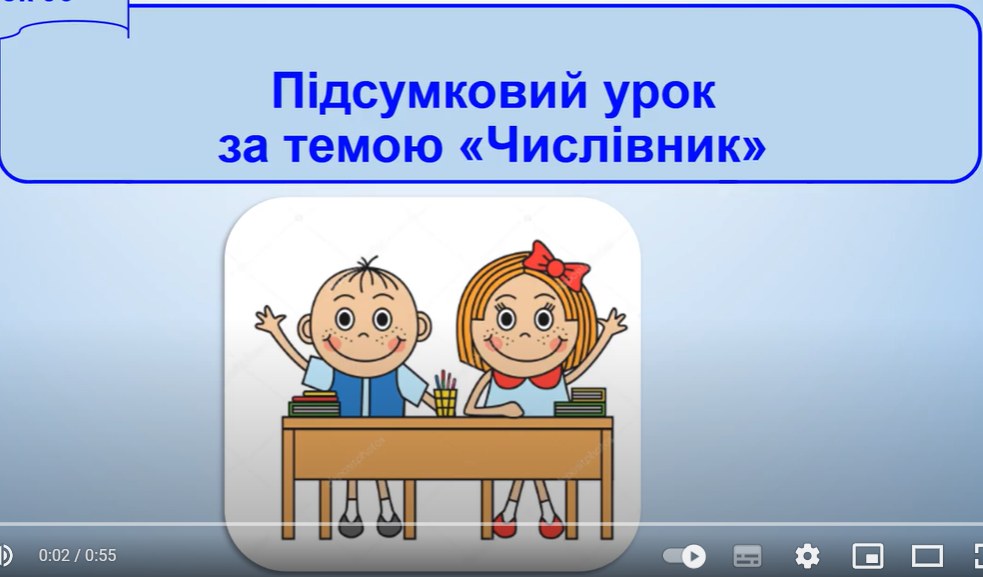 Підсумковий урок
за темою «Числівник»
0:02 / 0:55